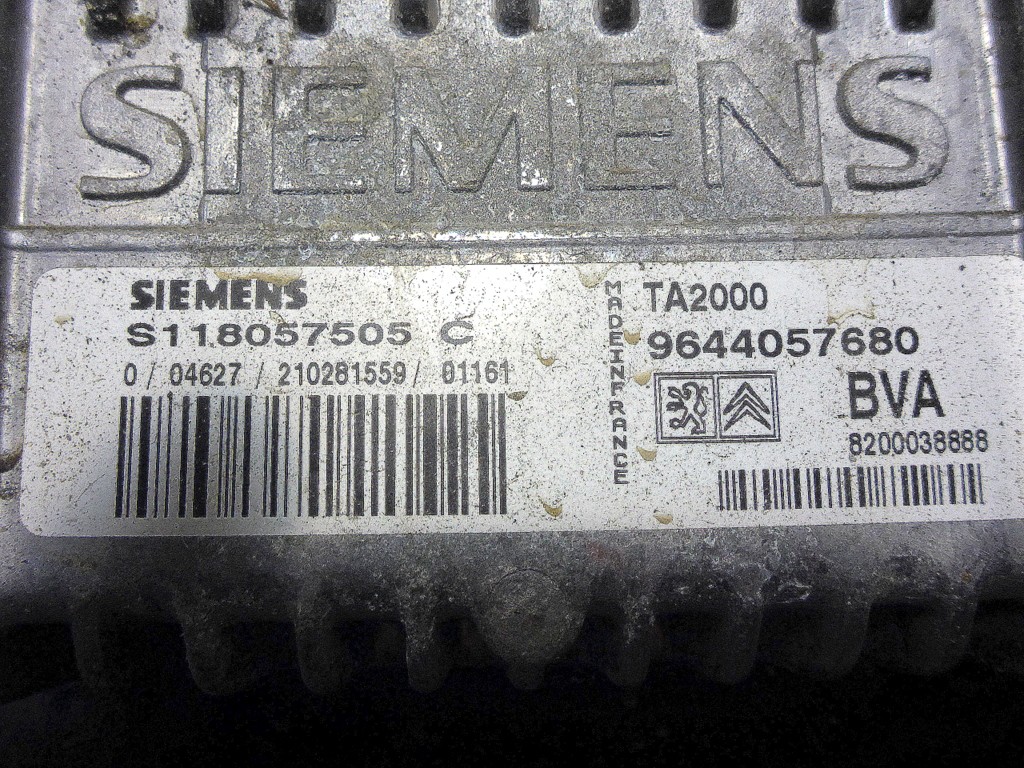 SIEMENS
SIEMENS
S118057505 C
0 / 04627 / 210281559 / 01161
MADE IN FRANCE
TA2000
9644057680
BVA
8200038888